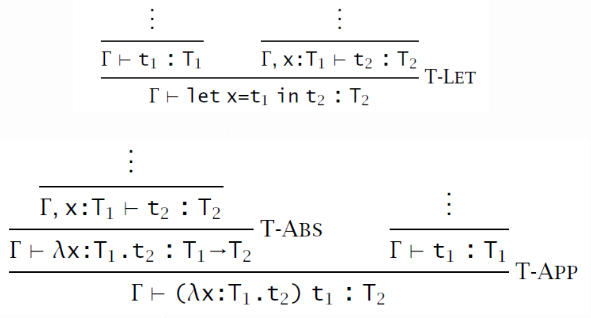 ⋮ ⋮
Γ ⊢ t₁ : T₁ Γ, x:T₁ ⊢ t₂ : T₂
T-LET
Γ ⊢ let x=t₁ in t₂ : T₂
⋮
Γ, x:T₁ ⊢ t₂ : T₂ ⋮
T-ABS
Γ ⊢ λx:T₁.t₂ : T₁→T₂ Γ ⊢ t₁ : T₁
T-APP
Γ ⊢ (λx:T₁.t₂) t₁ : T₂